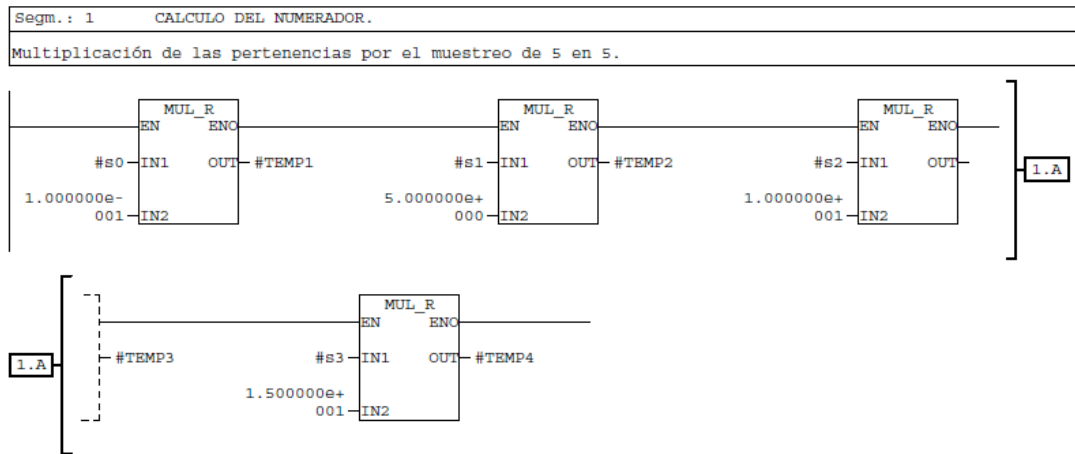 Segm.: 1 CALCULO DEL NUMERADOR.
Multiplicación de las pertenencias por el muestreo de 5 en 5.
MUL_R MUL_R MUL_R
EN ENO EN ENO EN ENO
#s0 IN1 OUT #TEMP1 #s1 IN1 OUT #TEMP2 #s2 IN1 OUT
1.A
1.000000e- 5.000000e+ 1.000000e+
001 IN2 000 IN2 001 IN2
MUL_R
EN ENO
1.A #TEMP3 #s3 IN1 OUT #TEMP4
1.500000e+
001 IN2